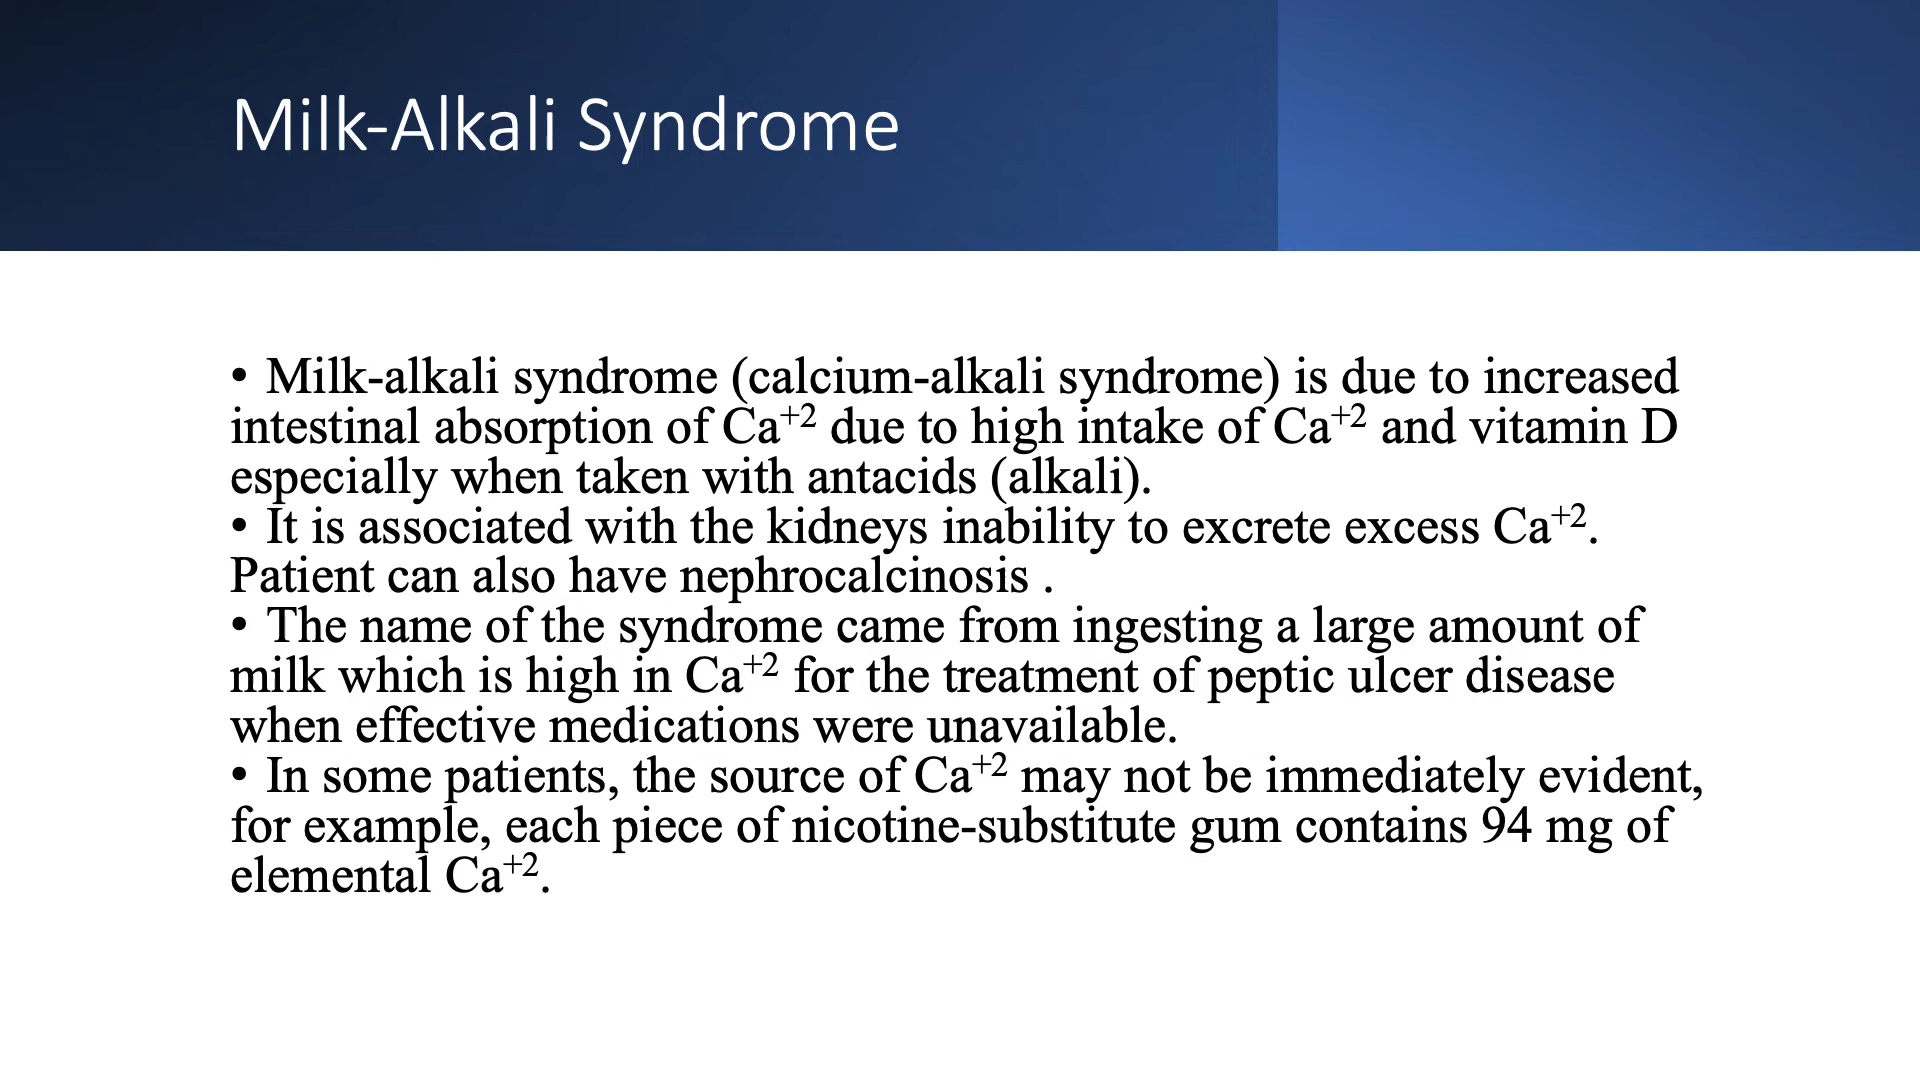 Milk-Alkali Syndrome
• Milk-alkali syndrome (calcium-alkali syndrome) is due to increased
intestinal absorption of Ca⁺² due to high intake of Ca⁺² and vitamin D
especially when taken with antacids (alkali).
• It is associated with the kidneys inability to excrete excess Ca⁺².
Patient can also have nephrocalcinosis .
• The name of the syndrome came from ingesting a large amount of
milk which is high in Ca⁺² for the treatment of peptic ulcer disease
when effective medications were unavailable.
• In some patients, the source of Ca⁺² may not be immediately evident,
for example, each piece of nicotine-substitute gum contains 94 mg of
elemental Ca⁺².